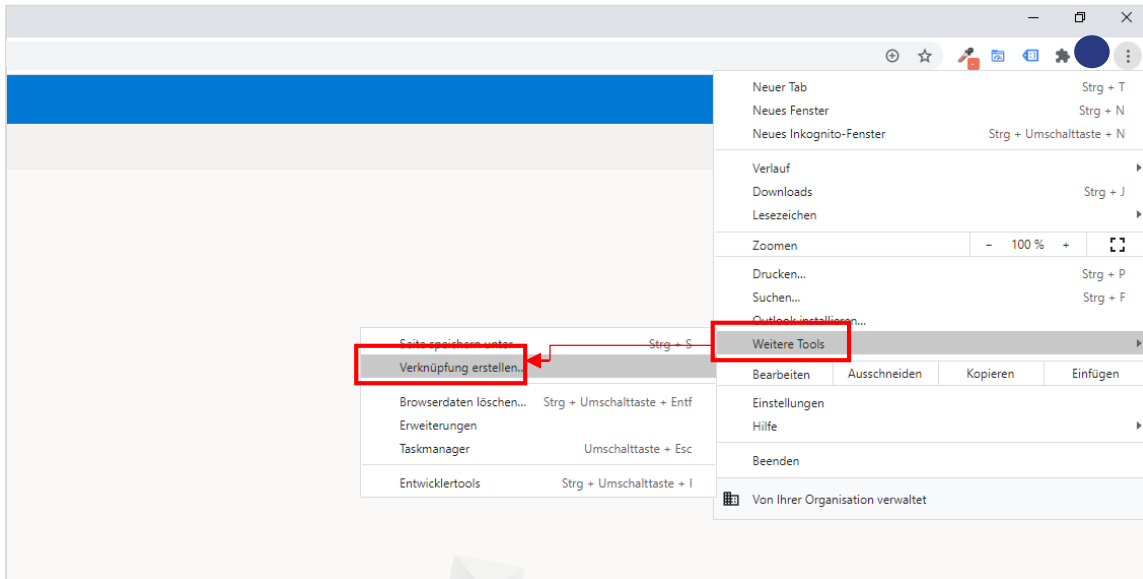 Neuer Tab Strg + T
Neues Fenster Strg + N
Neues Inkognito-Fenster Strg + Umschalttaste + N
Verlauf
Downloads Strg + J
Lesezeichen
Zoomen - 100 % +
Drucken... Strg + P
Suchen... Strg + F
Outlook installieren...
Weitere Tools
Seite speichern unter... Strg + S
Verknüpfung erstellen...
Browserdaten löschen... Strg + Umschalttaste + Entf
Erweiterungen
Taskmanager Umschalttaste + Esc
Entwicklertools Strg + Umschalttaste + I
Bearbeiten Ausschneiden Kopieren Einfügen
Einstellungen
Hilfe
Beenden
Von Ihrer Organisation verwaltet